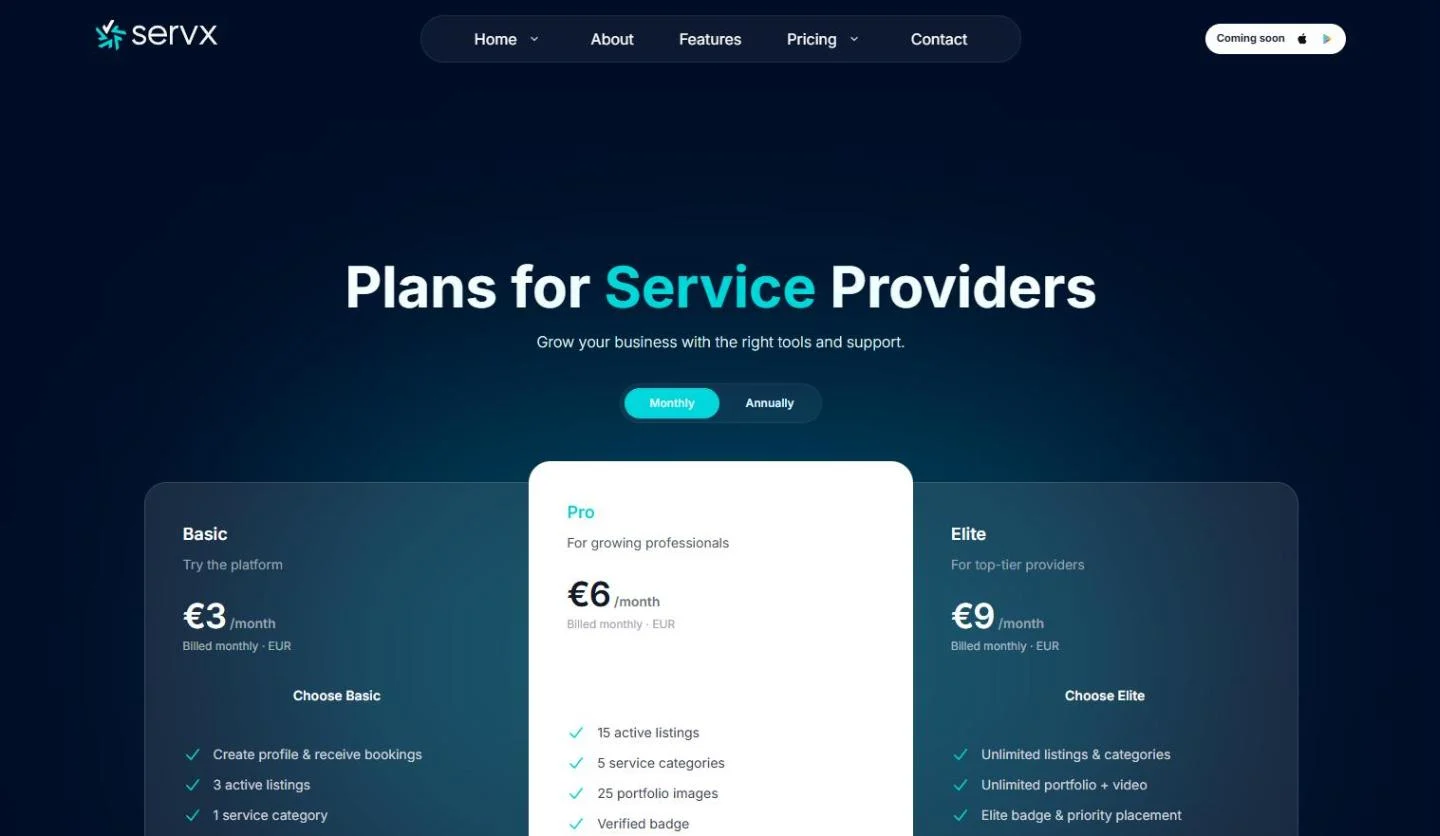 servx
Home
About
Features
Pricing
Contact
Coming soon
Plans for Service Providers
Grow your business with the right tools and support.
Monthly
Annually
Basic
Try the platform
€3 /month
Billed monthly · EUR
Choose Basic
Create profile & receive bookings
3 active listings
1 service category
Pro
For growing professionals
€6 /month
Billed monthly · EUR
15 active listings
5 service categories
25 portfolio images
Verified badge
Elite
For top-tier providers
€9 /month
Billed monthly · EUR
Choose Elite
Unlimited listings & categories
Unlimited portfolio + video
Elite badge & priority placement